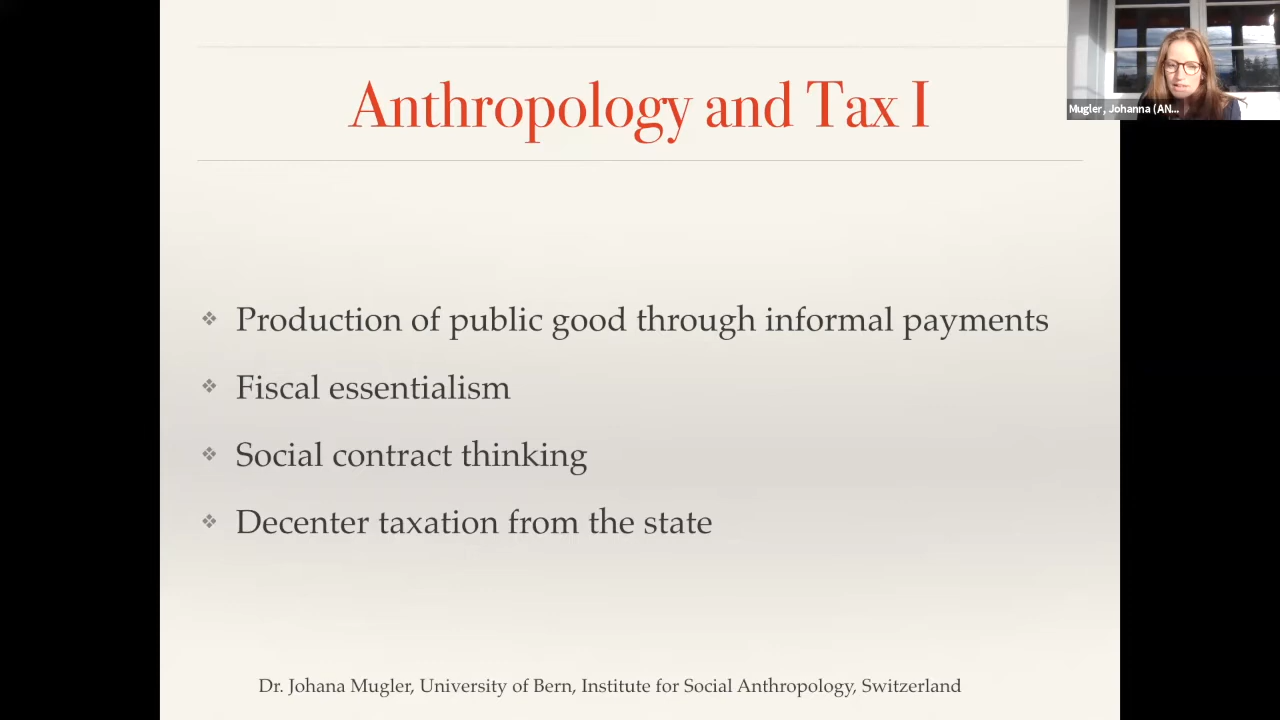 Anthropology and Tax I
Mugler, Johanna (AN...
❖ Production of public good through informal payments
❖ Fiscal essentialism
❖ Social contract thinking
❖ Decenter taxation from the state
Dr. Johana Mugler, University of Bern, Institute for Social Anthropology, Switzerland